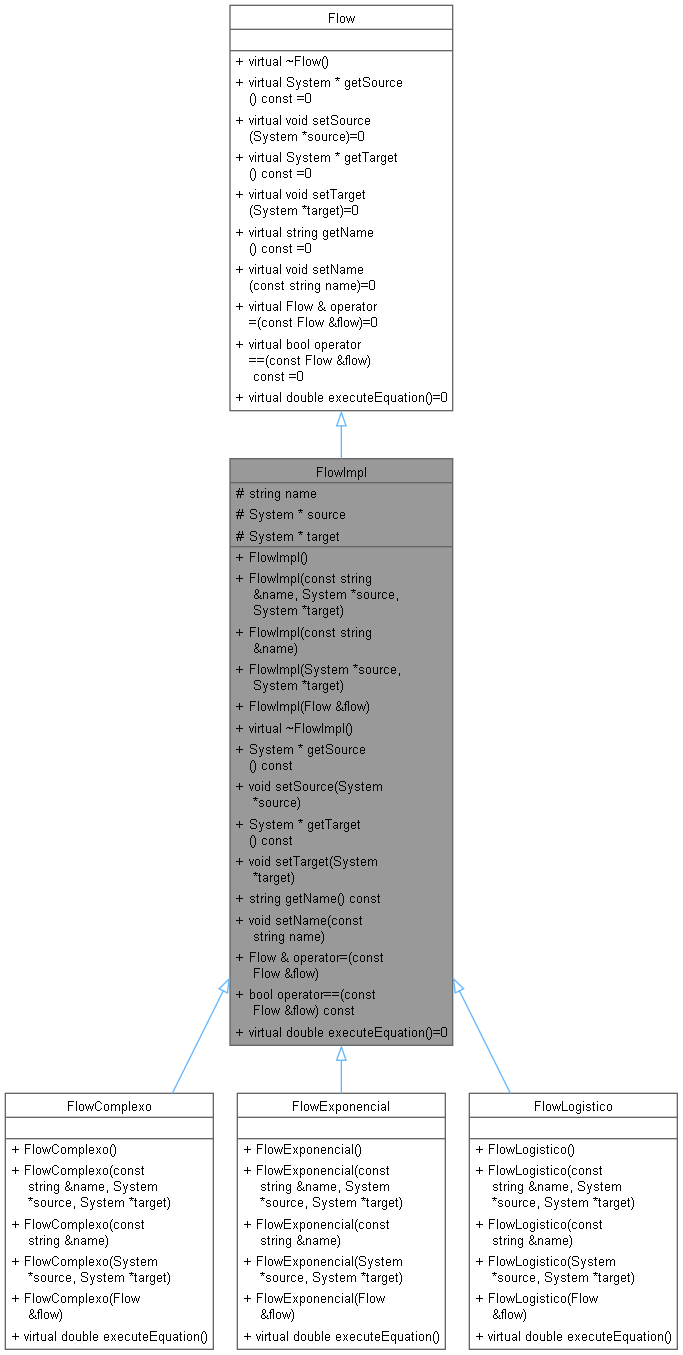 Flow
+ virtual ~Flow()
+ virtual System * getSource
() const =0
+ virtual void setSource
(System *source)=0
+ virtual System * getTarget
() const =0
+ virtual void setTarget
(System *target)=0
+ virtual string getName
() const =0
+ virtual void setName
(const string name)=0
+ virtual Flow & operator
=(const Flow &flow)=0
+ virtual bool operator
==(const Flow &flow)
const =0
+ virtual double executeEquation()=0
FlowImpl
# string name
# System * source
# System * target
+ FlowImpl()
+ FlowImpl(const string
&name, System *source,
System *target)
+ FlowImpl(const string
&name)
+ FlowImpl(System *source,
System *target)
+ FlowImpl(Flow &flow)
+ virtual ~FlowImpl()
+ System * getSource
() const
+ void setSource(System
*source)
+ System * getTarget
() const
+ void setTarget(System
*target)
+ string getName() const
+ void setName(const
string name)
+ Flow & operator=(const
Flow &flow)
+ bool operator==(const
Flow &flow) const
+ virtual double executeEquation()=0
FlowComplexo
+ FlowComplexo()
+ FlowComplexo(const
string &name, System
*source, System *target)
+ FlowComplexo(const
string &name)
+ FlowComplexo(System
*source, System *target)
+ FlowComplexo(Flow
&flow)
+ virtual double executeEquation()
FlowExponencial
+ FlowExponencial()
+ FlowExponencial(const
string &name, System
*source, System *target)
+ FlowExponencial(const
string &name)
+ FlowExponencial(System
*source, System *target)
+ FlowExponencial(Flow
&flow)
+ virtual double executeEquation()
FlowLogistico
+ FlowLogistico()
+ FlowLogistico(const
string &name, System
*source, System *target)
+ FlowLogistico(const
string &name)
+ FlowLogistico(System
*source, System *target)
+ FlowLogistico(Flow
&flow)
+ virtual double executeEquation()